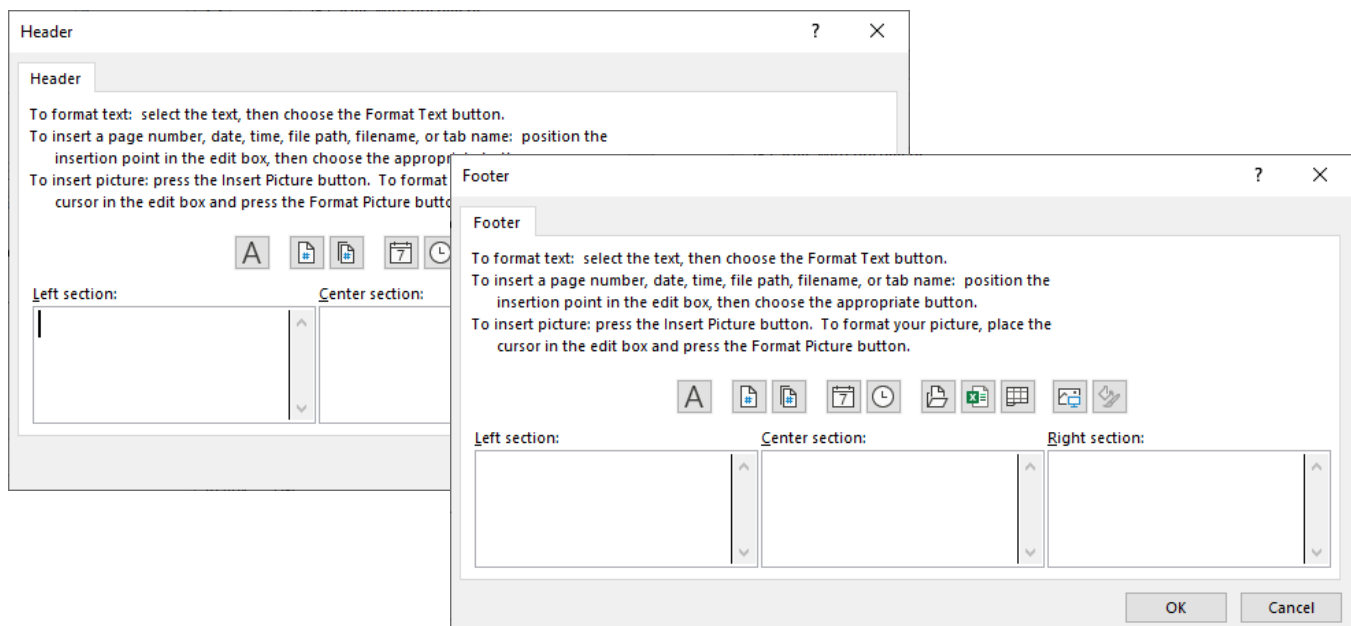 Header
?
Header
To format text:  select the text, then choose the Format Text button.
To insert a page number, date, time, file path, filename, or tab name:  position the
insertion point in the edit box, then choose the
To insert picture: press the Insert Picture button.  To format
cursor in the edit box and press the Format Picture
A # # 7
Left section:
Center section:
Footer
?
Footer
To format text:  select the text, then choose the Format Text button.
To insert a page number, date, time, file path, filename, or tab name:  position the
insertion point in the edit box, then choose the appropriate button.
To insert picture: press the Insert Picture button.  To format your picture, place the
cursor in the edit box and press the Format Picture button.
A # # 7
Left section:
Center section:
Right section:
OK
Cancel